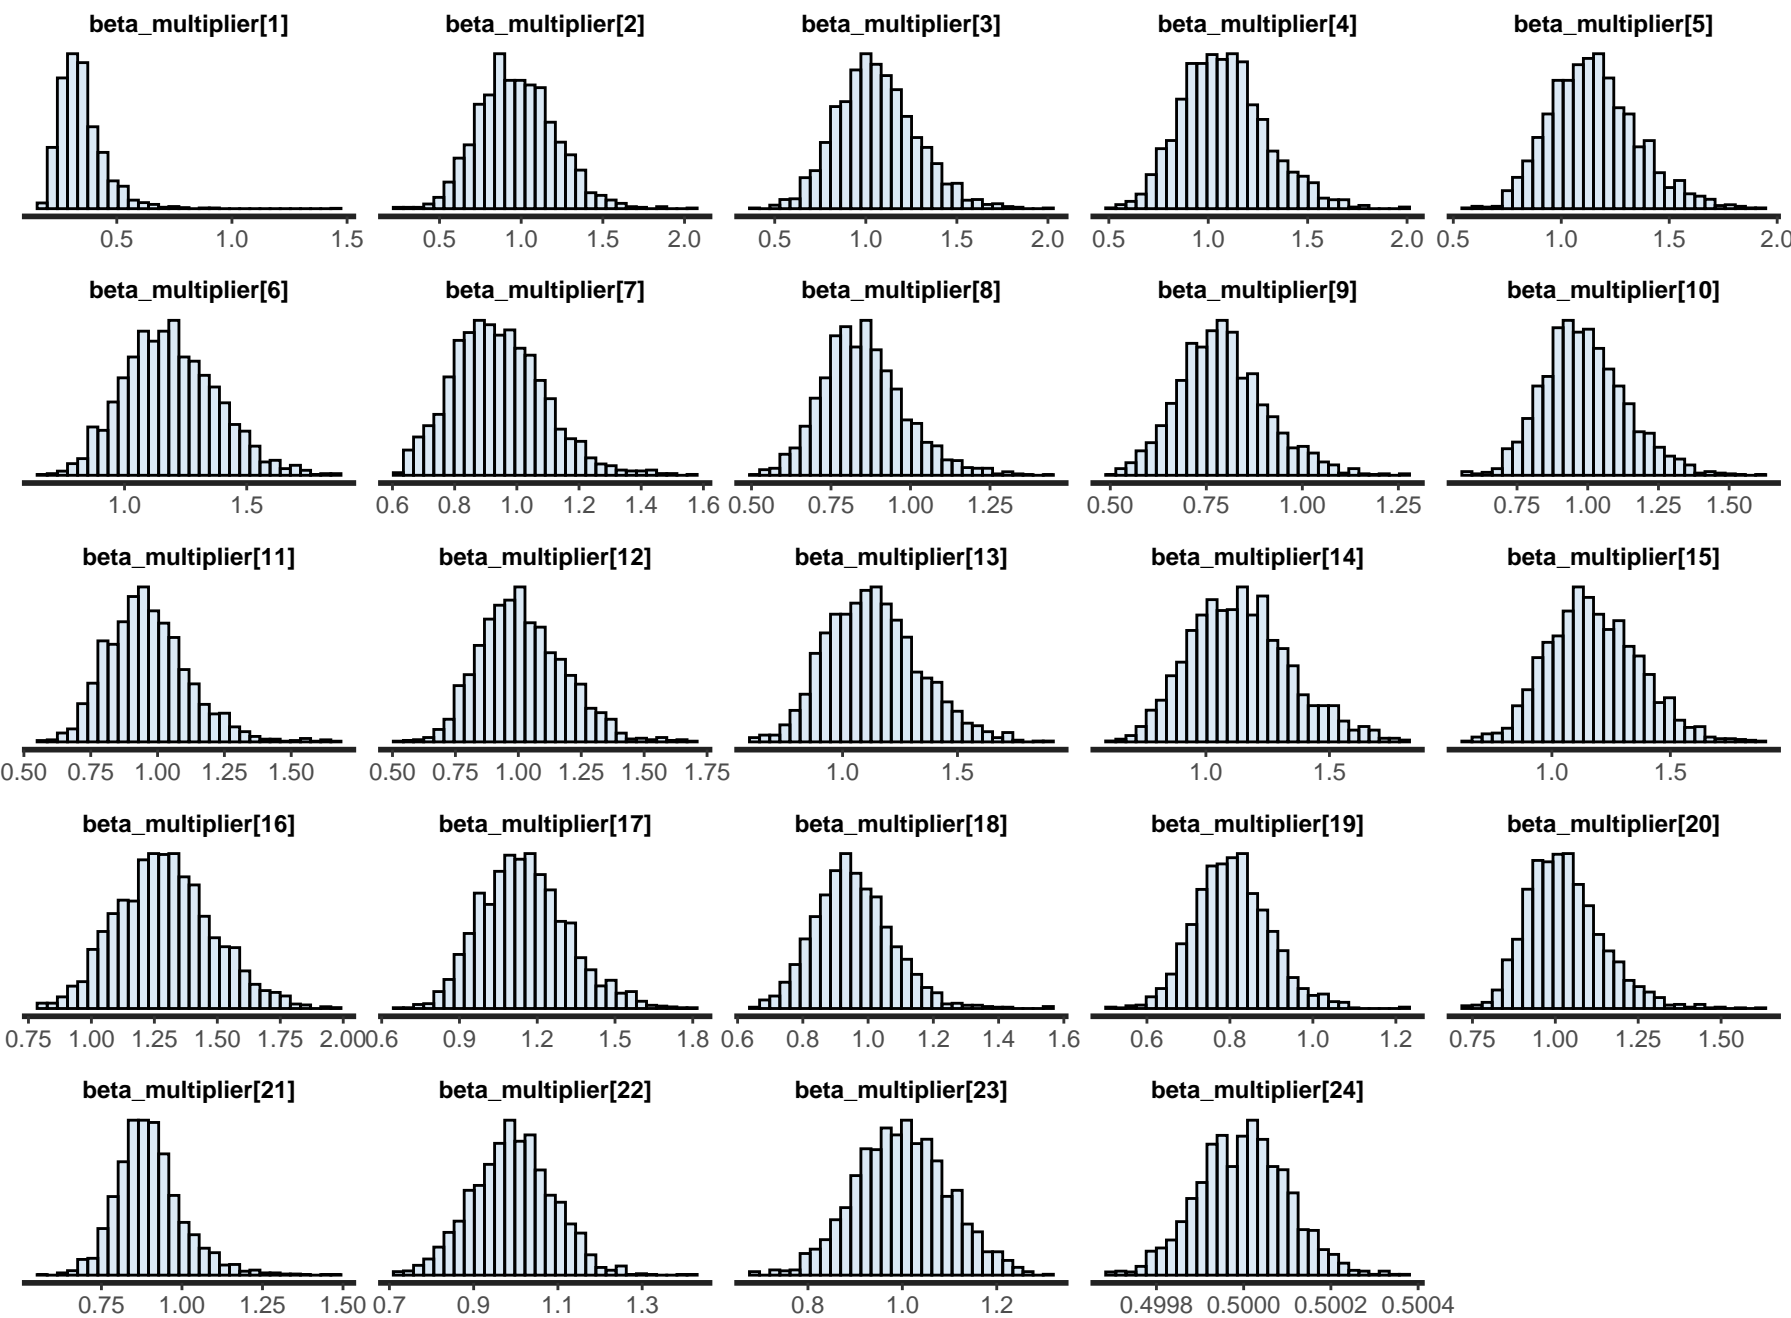 beta_multiplier[1] beta_multiplier[2] beta_multiplier[3] beta_multiplier[4] beta_multiplier[5]
0.5 1.0 1.5 0.5 1.0 1.5 2.0 0.5 1.0 1.5 2.0 0.5 1.0 1.5 2.0 0.5 1.0 1.5 2.0
beta_multiplier[6] beta_multiplier[7] beta_multiplier[8] beta_multiplier[9] beta_multiplier[10]
1.0 1.5 0.6 0.8 1.0 1.2 1.4 1.6 0.50 0.75 1.00 1.25 0.50 0.75 1.00 1.25 0.75 1.00 1.25 1.50
beta_multiplier[11] beta_multiplier[12] beta_multiplier[13] beta_multiplier[14] beta_multiplier[15]
0.50 0.75 1.00 1.25 1.50 0.50 0.75 1.00 1.25 1.50 1.75 1.0 1.5 1.0 1.5 1.0 1.5
beta_multiplier[16] beta_multiplier[17] beta_multiplier[18] beta_multiplier[19] beta_multiplier[20]
0.75 1.00 1.25 1.50 1.75 2.00 0.6 0.9 1.2 1.5 1.8 0.6 0.8 1.0 1.2 1.4 1.6 0.6 0.8 1.0 1.2 0.75 1.00 1.25 1.50
beta_multiplier[21] beta_multiplier[22] beta_multiplier[23] beta_multiplier[24]
0.75 1.00 1.25 1.50 0.7 0.9 1.1 1.3 0.8 1.0 1.2 0.4998 0.5000 0.5002 0.5004